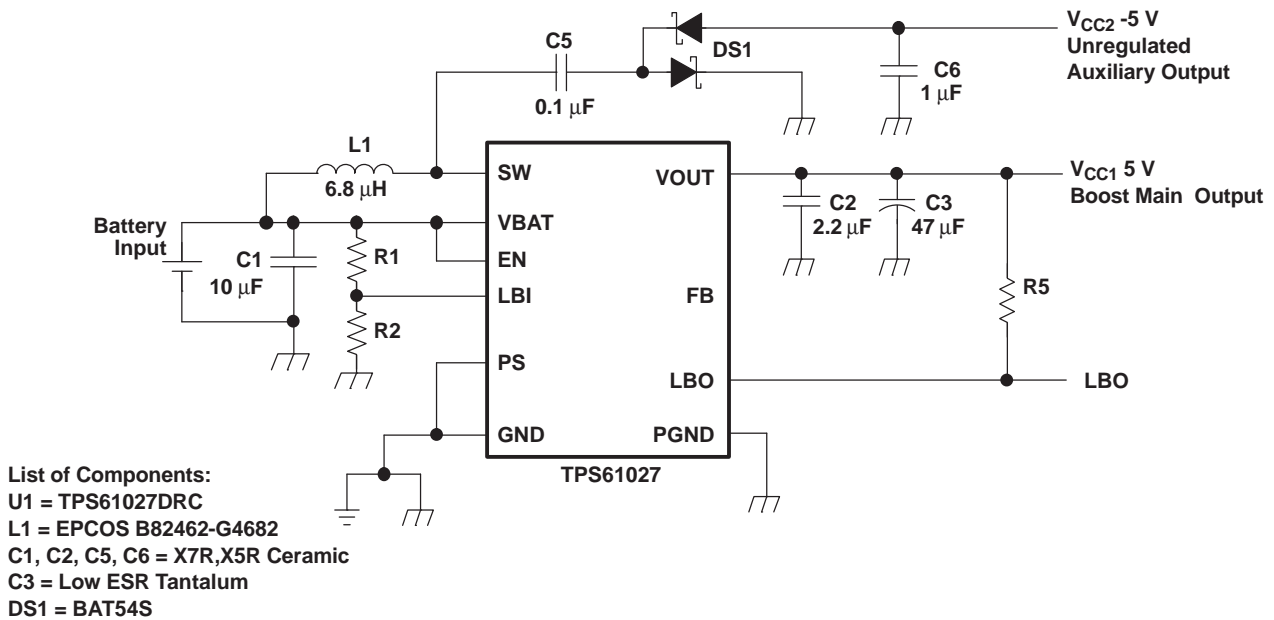 V_CC2 -5 V
Unregulated
Auxiliary Output
C5
0.1 μF
DS1
C6
1 μF
L1
6.8 μH
SW
VOUT
V_CC1 5 V
Boost Main Output
C2
2.2 μF
C3
47 μF
Battery
Input
VBAT
C1
10 μF
R1
EN
LBI
FB
R5
R2
PS
LBO
LBO
GND
PGND
TPS61027
List of Components:
U1 = TPS61027DRC
L1 = EPCOS B82462-G4682
C1, C2, C5, C6 = X7R,X5R Ceramic
C3 = Low ESR Tantalum
DS1 = BAT54S